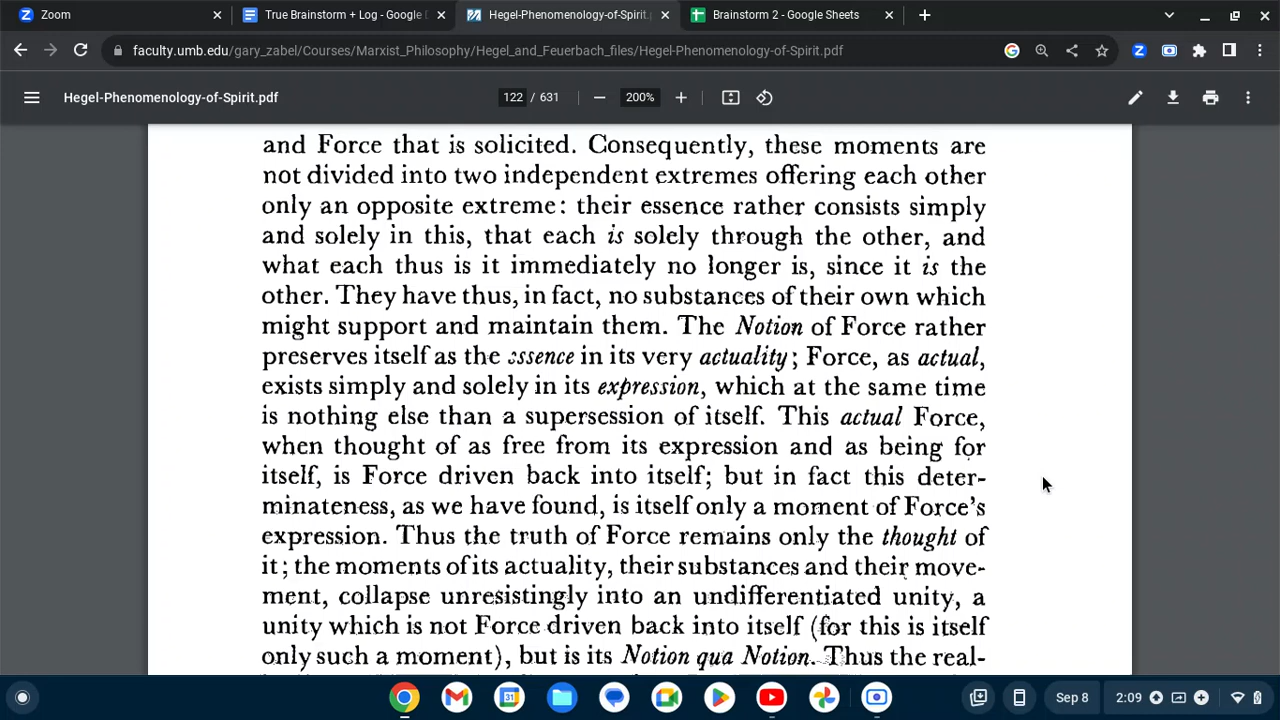 Zoom
True Brainstorm + Log - Google D
Hegel-Phenomenology-of-Spirit.p
Brainstorm 2 - Google Sheets
faculty.umb.edu/gary_zabel/Courses/Marxist_Philosophy/Hegel_and_Feuerbach_files/Hegel-Phenomenology-of-Spirit.pdf
Hegel-Phenomenology-of-Spirit.pdf
122 / 631
200%
and Force that is solicited. Consequently, these moments are
not divided into two independent extremes offering each other
only an opposite extreme: their essence rather consists simply
and solely in this, that each is solely through the other, and
what each thus is it immediately no longer is, since it is the
other. They have thus, in fact, no substances of their own which
might support and maintain them. The Notion of Force rather
preserves itself as the essence in its very actuality; Force, as actual,
exists simply and solely in its expression, which at the same time
is nothing else than a supersession of itself. This actual Force,
when thought of as free from its expression and as being for
itself, is Force driven back into itself; but in fact this deter-
minateness, as we have found, is itself only a moment of Force's
expression. Thus the truth of Force remains only the thought of
it; the moments of its actuality, their substances and their move-
ment, collapse unresistingly into an undifferentiated unity, a
unity which is not Force driven back into itself (for this is itself
only such a moment), but is its Notion qua Notion. Thus the real-
Sep 8
2:09